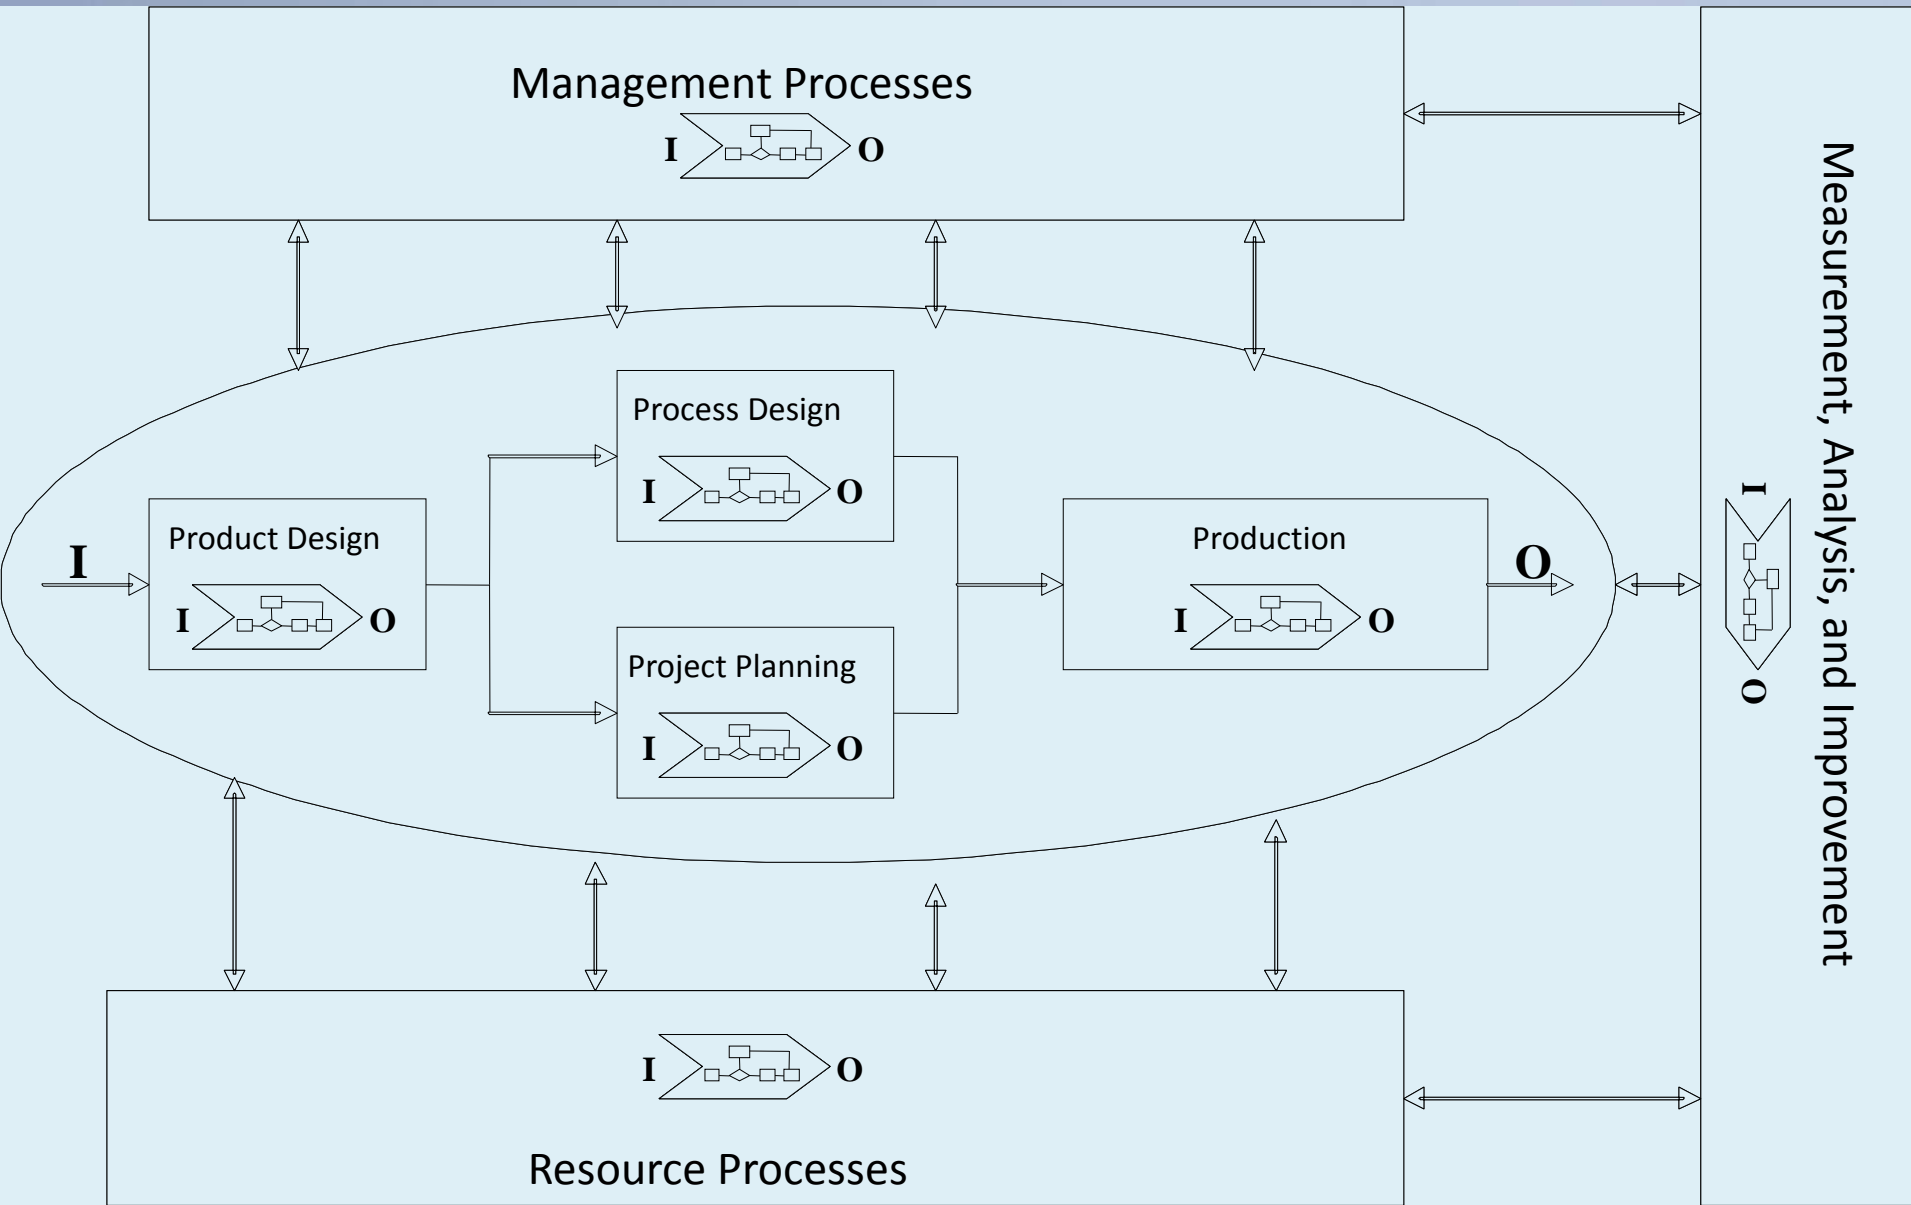 Management Processes
I O
Process Design
I O
I
Product Design
I O
Production
I O
O
Project Planning
I O
I O
Resource Processes
Measurement, Analysis, and Improvement
I O